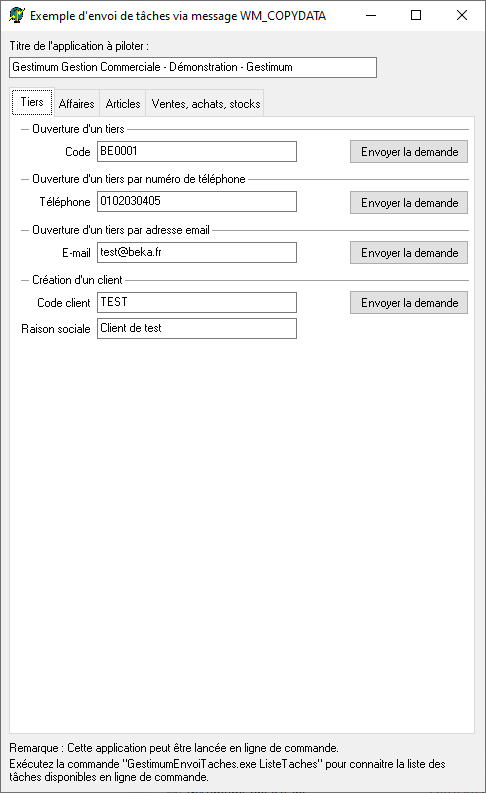 Exemple d'envoi de tâches via message WM_COPYDATA
Titre de l'application à piloter :
Gestimum Gestion Commerciale - Démonstration - Gestimum
Tiers Affaires Articles Ventes, achats, stocks
Ouverture d'un tiers
Code BE0001 Envoyer la demande
Ouverture d'un tiers par numéro de téléphone
Téléphone 0102030405 Envoyer la demande
Ouverture d'un tiers par adresse email
E-mail test@beka.fr Envoyer la demande
Création d'un client
Code client TEST Envoyer la demande
Raison sociale Client de test
Remarque : Cette application peut être lancée en ligne de commande.
Exécutez la commande "GestimumEnvoiTaches.exe ListeTaches" pour connaitre la liste des
tâches disponibles en ligne de commande.